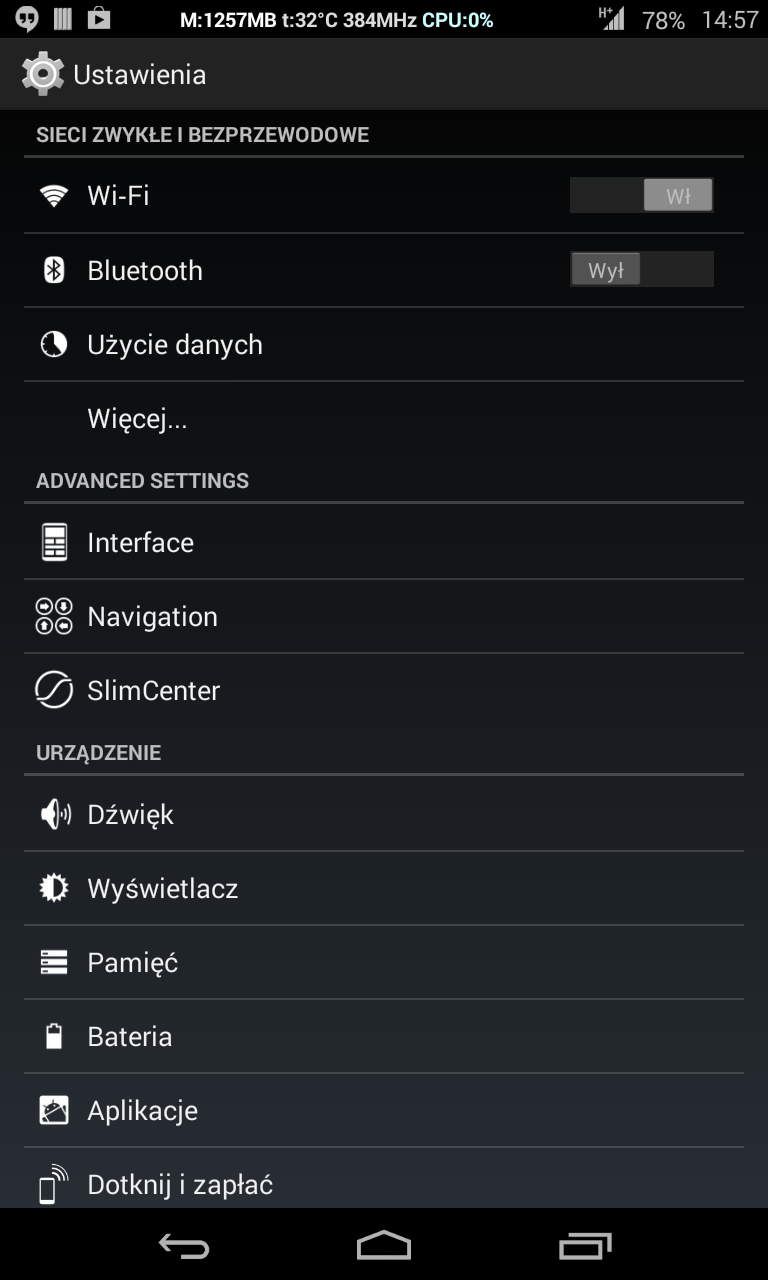 M:1257MB t:32°C 384MHz CPU:0% H+ 78% 14:57
Ustawienia
SIECI ZWYKŁE I BEZPRZEWODOWE
Wi-Fi Wł
Bluetooth Wył
Użycie danych
Więcej...
ADVANCED SETTINGS
Interface
Navigation
SlimCenter
URZĄDZENIE
Dźwięk
Wyświetlacz
Pamięć
Bateria
Aplikacje
Dotknij i zapłać